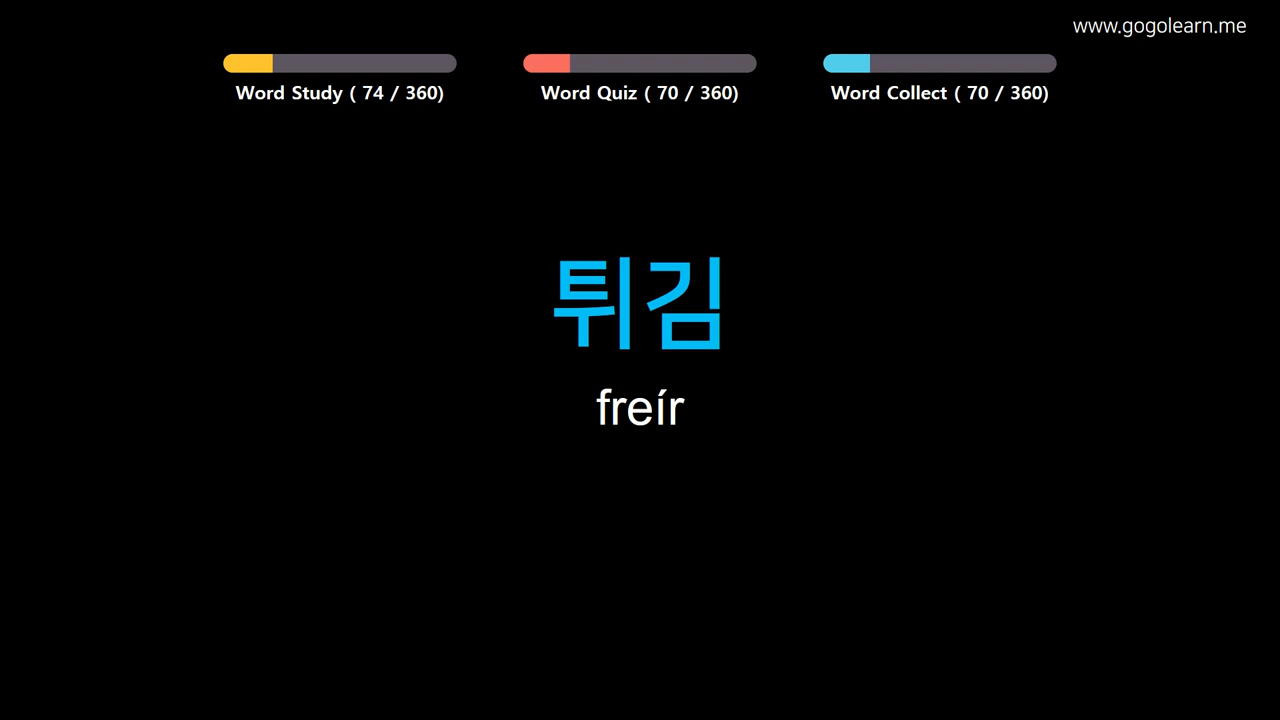 www.gogolearn.me
Word Study ( 74 / 360)
Word Quiz ( 70 / 360)
Word Collect ( 70 / 360)
튀김
freír